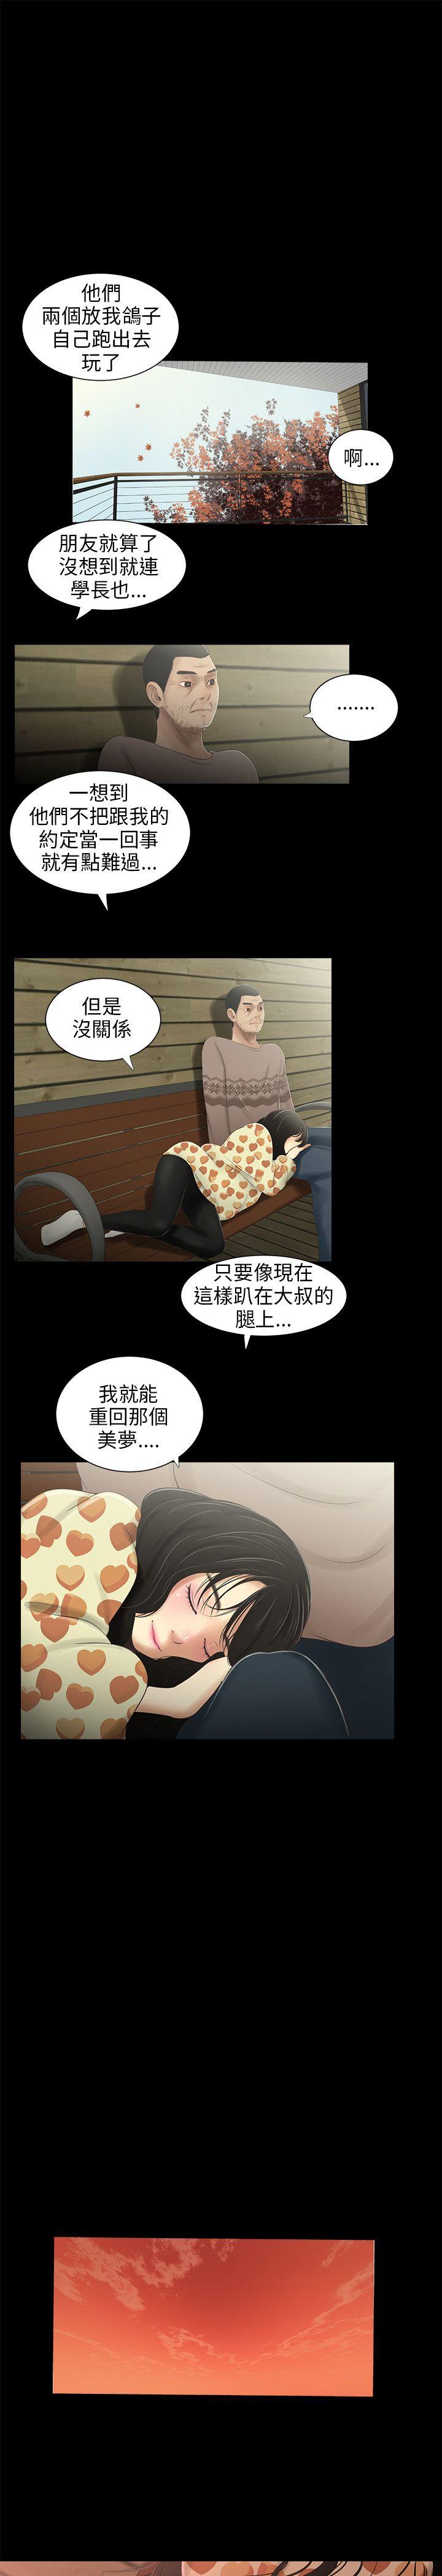 他們
兩個放我鴿子
自己跑出去
玩了
啊...
朋友就算了
沒想到就連
學長也...
.......
一想到
他們不把跟我的
約定當一回事
就有點難過...
但是
沒關係
只要像現在
這樣趴在大叔的
腿上...
我就能
重回那個
美夢....